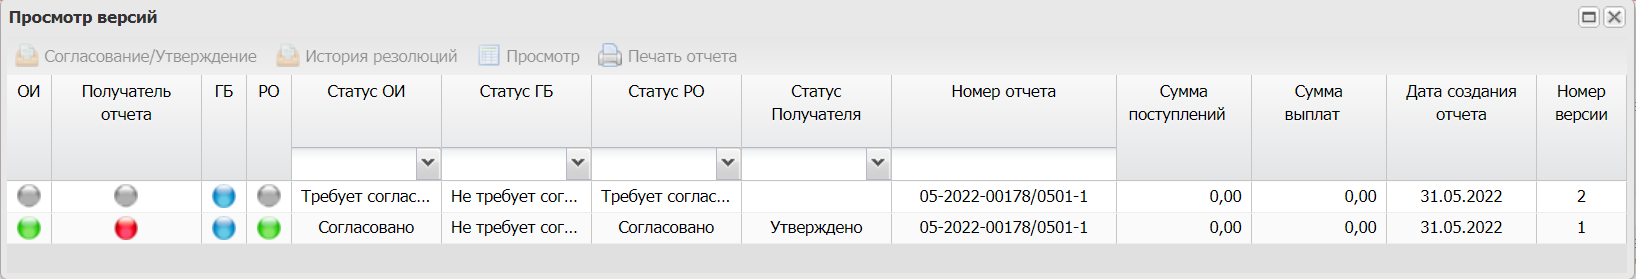 Просмотр версий
Согласование/Утверждение История резолюций Просмотр Печать отчета
ОИ Получатель отчета ГБ РО Статус ОИ Статус ГБ Статус РО Статус Получателя Номер отчета Сумма поступлений Сумма выплат Дата создания отчета Номер версии
Требует соглас... Не требует сог... Требует соглас... 05-2022-00178/0501-1 0,00 0,00 31.05.2022 2
Согласовано Не требует сог... Согласовано Утверждено 05-2022-00178/0501-1 0,00 0,00 31.05.2022 1